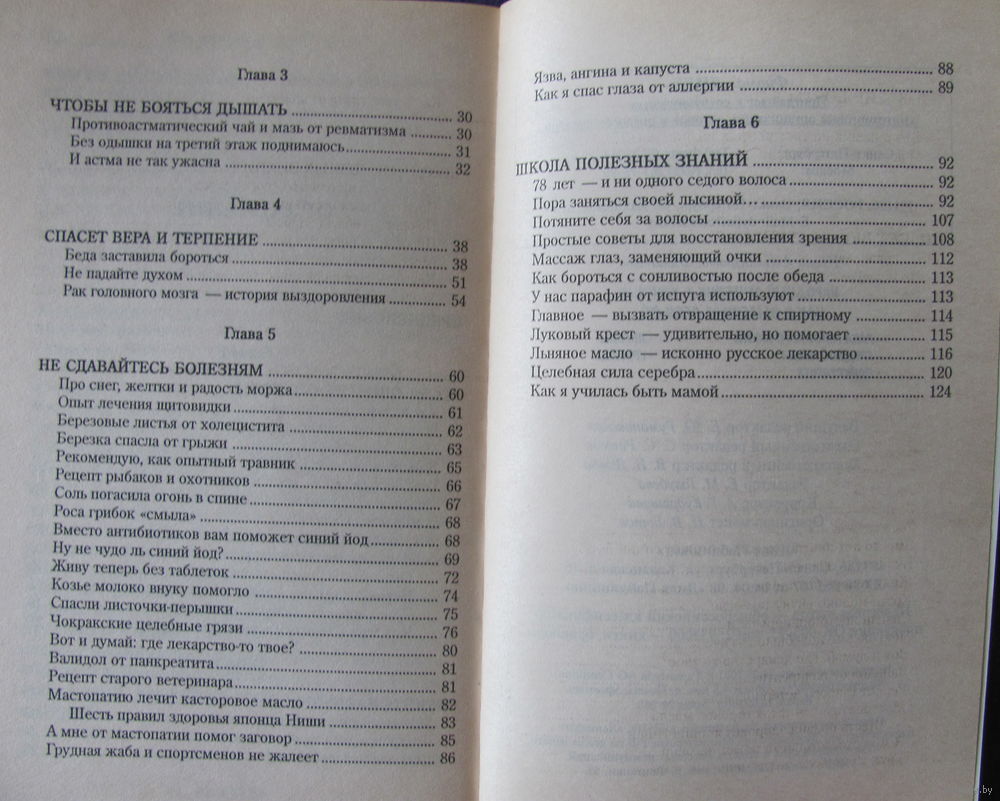 Глава 3
ЧТОБЫ НЕ БОЯТЬСЯ ДЫШАТЬ 30
Противоастматический чай и мазь от ревматизма 30
Без одышки на третий этаж поднимаюсь 31
И астма не так ужасна 32
Глава 4
СПАСЕТ ВЕРА И ТЕРПЕНИЕ 38
Беда заставила бороться 38
Не падайте духом 51
Рак головного мозга — история выздоровления 54
Глава 5
НЕ СДАВАЙТЕСЬ БОЛЕЗНЯМ 60
Про снег, желтки и радость моржа 60
Опыт лечения щитовидки 61
Березовые листья от холецистита 62
Березка спасла от грыжи 63
Рекомендую, как опытный травник 65
Рецепт рыбаков и охотников 66
Соль погасила огонь в спине 67
Роса грибок «смыла» 68
Вместо антибиотиков вам поможет синий йод 68
Ну не чудо ль синий йод? 69
Живу теперь без таблеток 72
Козье молоко внуку помогло 74
Спасли листочки-перышки 75
Чокракские целебные грязи 76
Вот и думай: где лекарство-то твое? 80
Валидол от панкреатита 81
Рецепт старого ветеринара 81
Мастопатию лечит касторовое масло 82
Шесть правил здоровья японца Ниши 83
А мне от мастопатии помог заговор 85
Грудная жаба и спортсменов не жалеет 86
Язва, ангина и капуста 88
Как я спас глаза от аллергии 89
Глава 6
ШКОЛА ПОЛЕЗНЫХ ЗНАНИЙ 92
78 лет — и ни одного седого волоса 92
Пора заняться своей лысиной... 92
Потяните себя за волосы 107
Простые советы для восстановления зрения 108
Массаж глаз, заменяющий очки 112
Как бороться с сонливостью после обеда 113
У нас парафин от испуга используют 113
Главное — вызвать отвращение к спиртному 114
Луковый крест — удивительно, но помогает 115
Льняное масло — исконно русское лекарство 116
Целебная сила серебра 120
Как я училась быть мамой 124